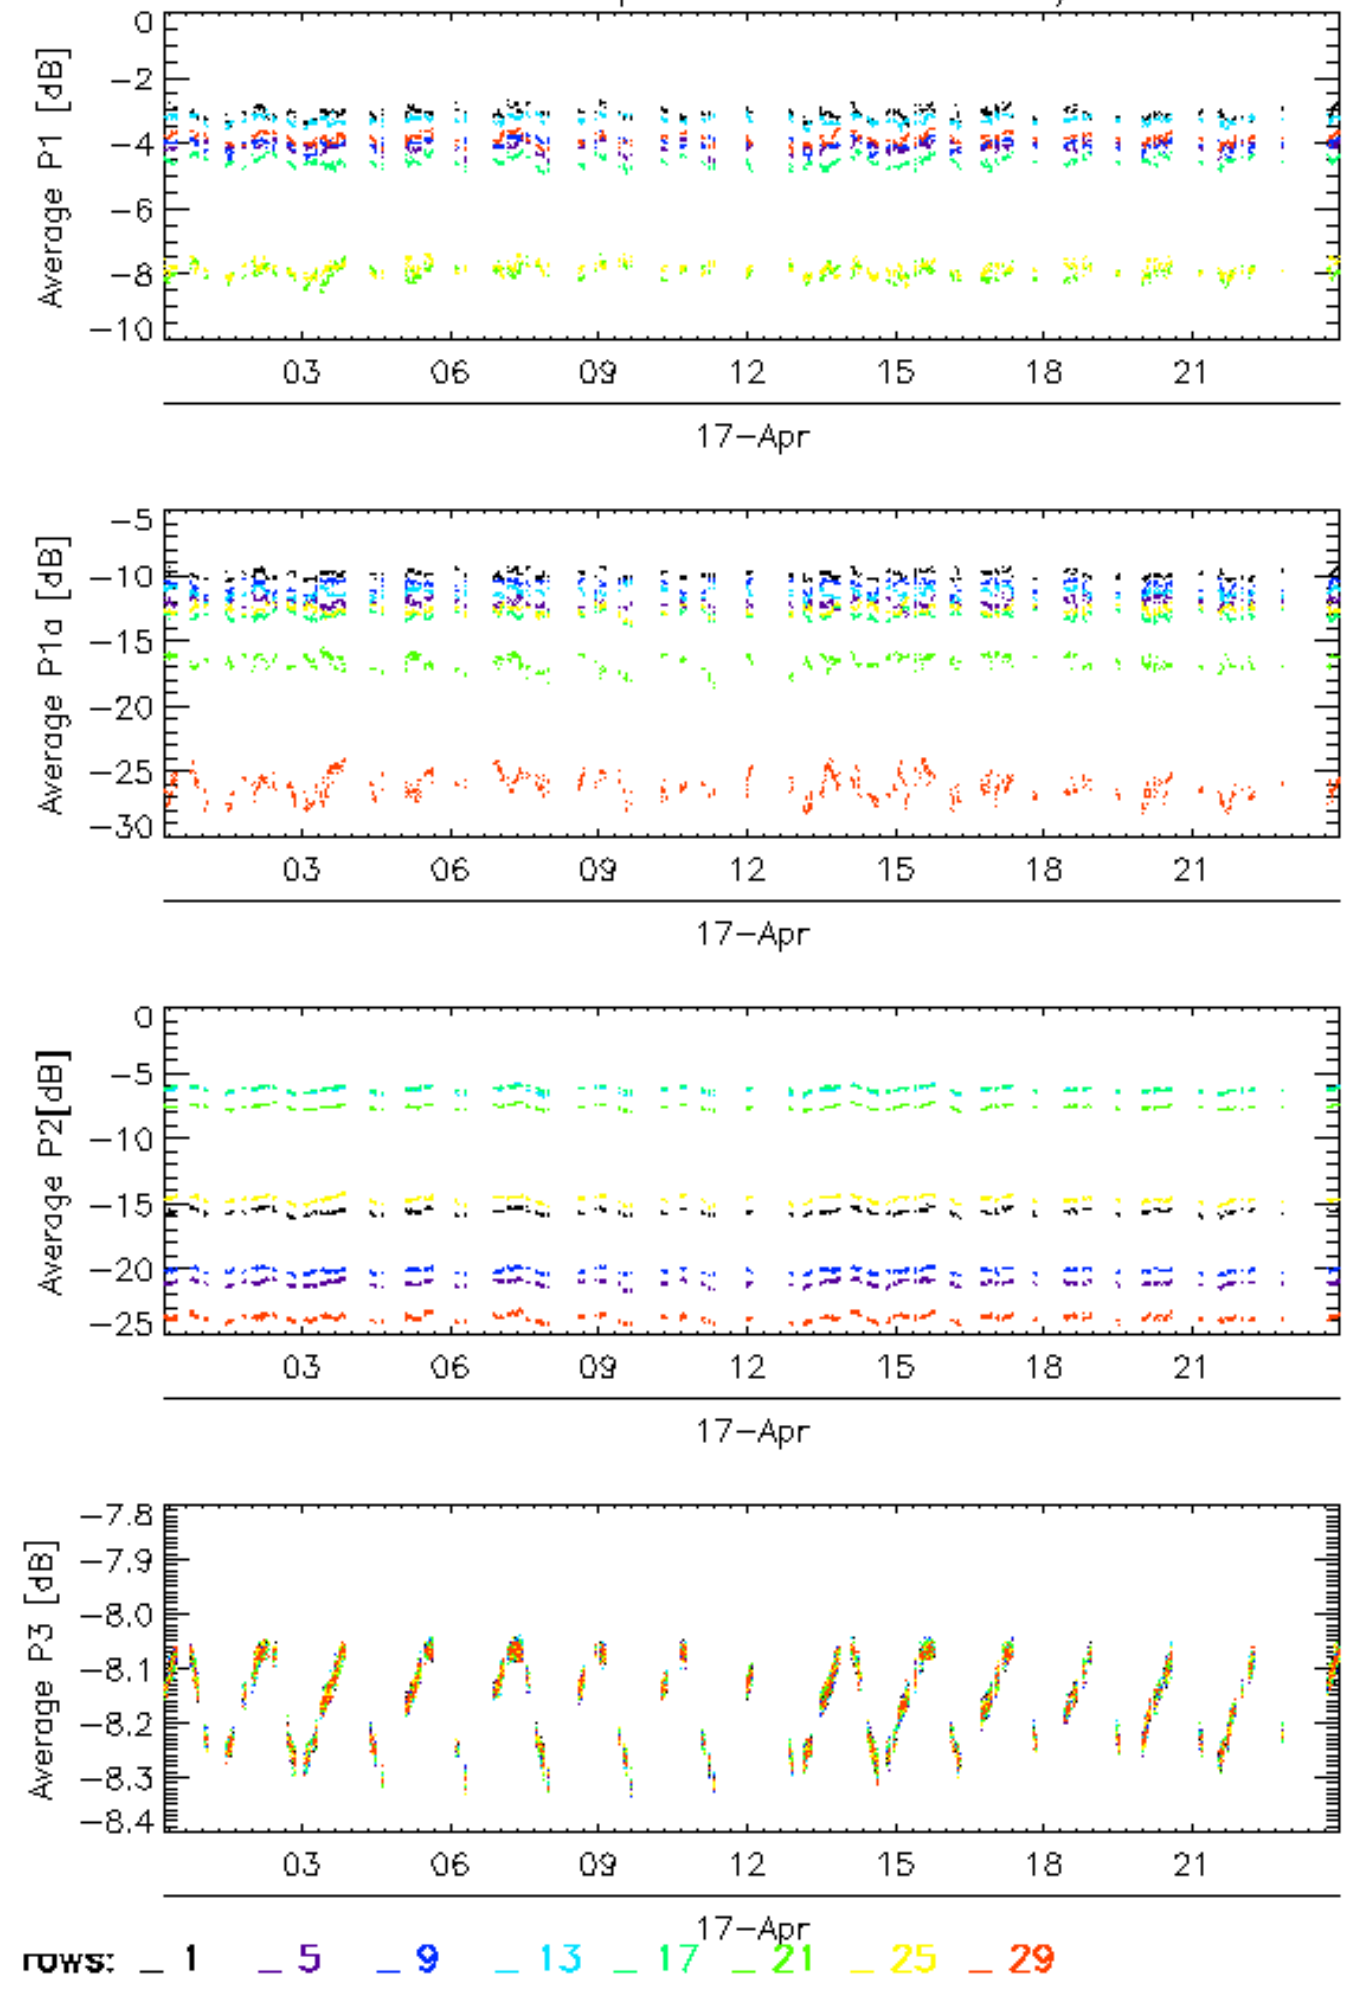 0
−2
−4
−6
−8
−10
Average P1 [dB]
03 06 09 12 15 18 21
17−Apr
−5
−10
−15
−20
−25
−30
Average P1a [dB]
03 06 09 12 15 18 21
17−Apr
0
−5
−10
−15
−20
−25
Average P2[dB]
03 06 09 12 15 18 21
17−Apr
−7.8
−7.9
−8.0
−8.1
−8.2
−8.3
−8.4
Average P3 [dB]
03 06 09 12 15 18 21
17−Apr
rows: _ 1 _ 5 _ 9 _ 13 _ 17 _ 21 _ 25 _ 29